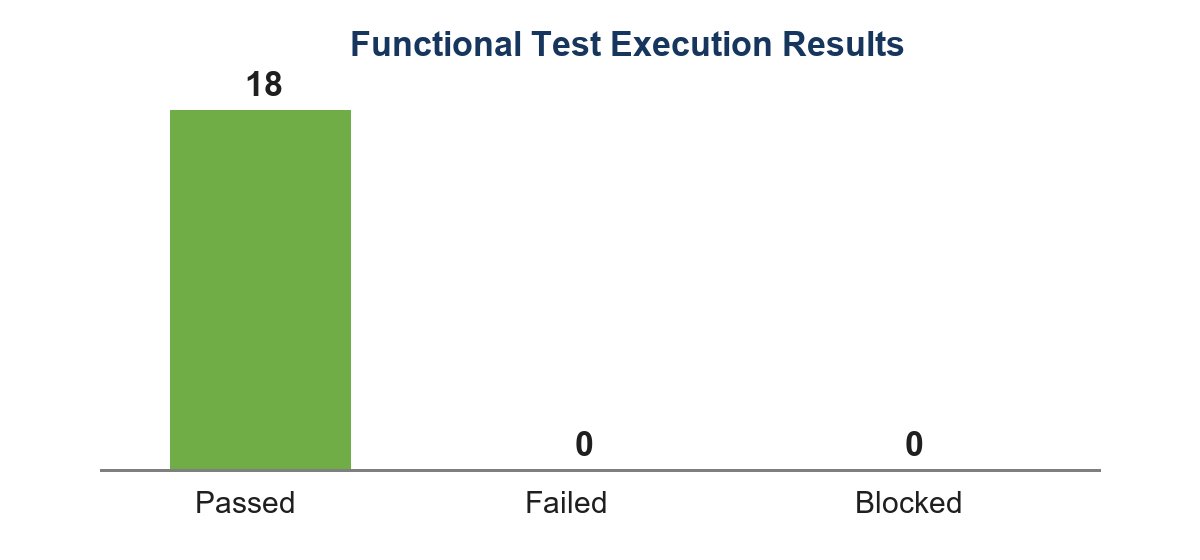 Functional Test Execution Results
18
0
0
Passed
Failed
Blocked